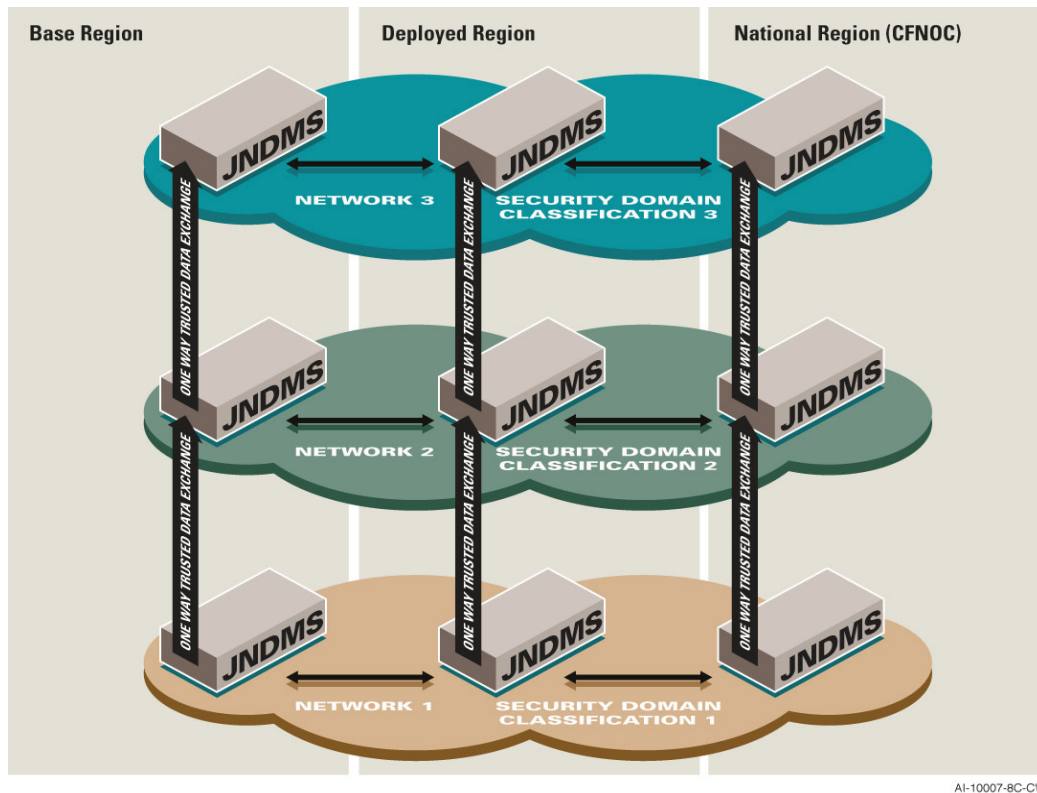 Base Region
Deployed Region
National Region (CFNOC)
JNDMS
JNDMS
JNDMS
NETWORK 3
SECURITY DOMAIN
CLASSIFICATION 3
ONE WAY TRUSTED DATA EXCHANGE
ONE WAY TRUSTED DATA EXCHANGE
ONE WAY TRUSTED DATA EXCHANGE
JNDMS
JNDMS
JNDMS
NETWORK 2
SECURITY DOMAIN
CLASSIFICATION 2
ONE WAY TRUSTED DATA EXCHANGE
ONE WAY TRUSTED DATA EXCHANGE
ONE WAY TRUSTED DATA EXCHANGE
JNDMS
JNDMS
JNDMS
NETWORK 1
SECURITY DOMAIN
CLASSIFICATION 1